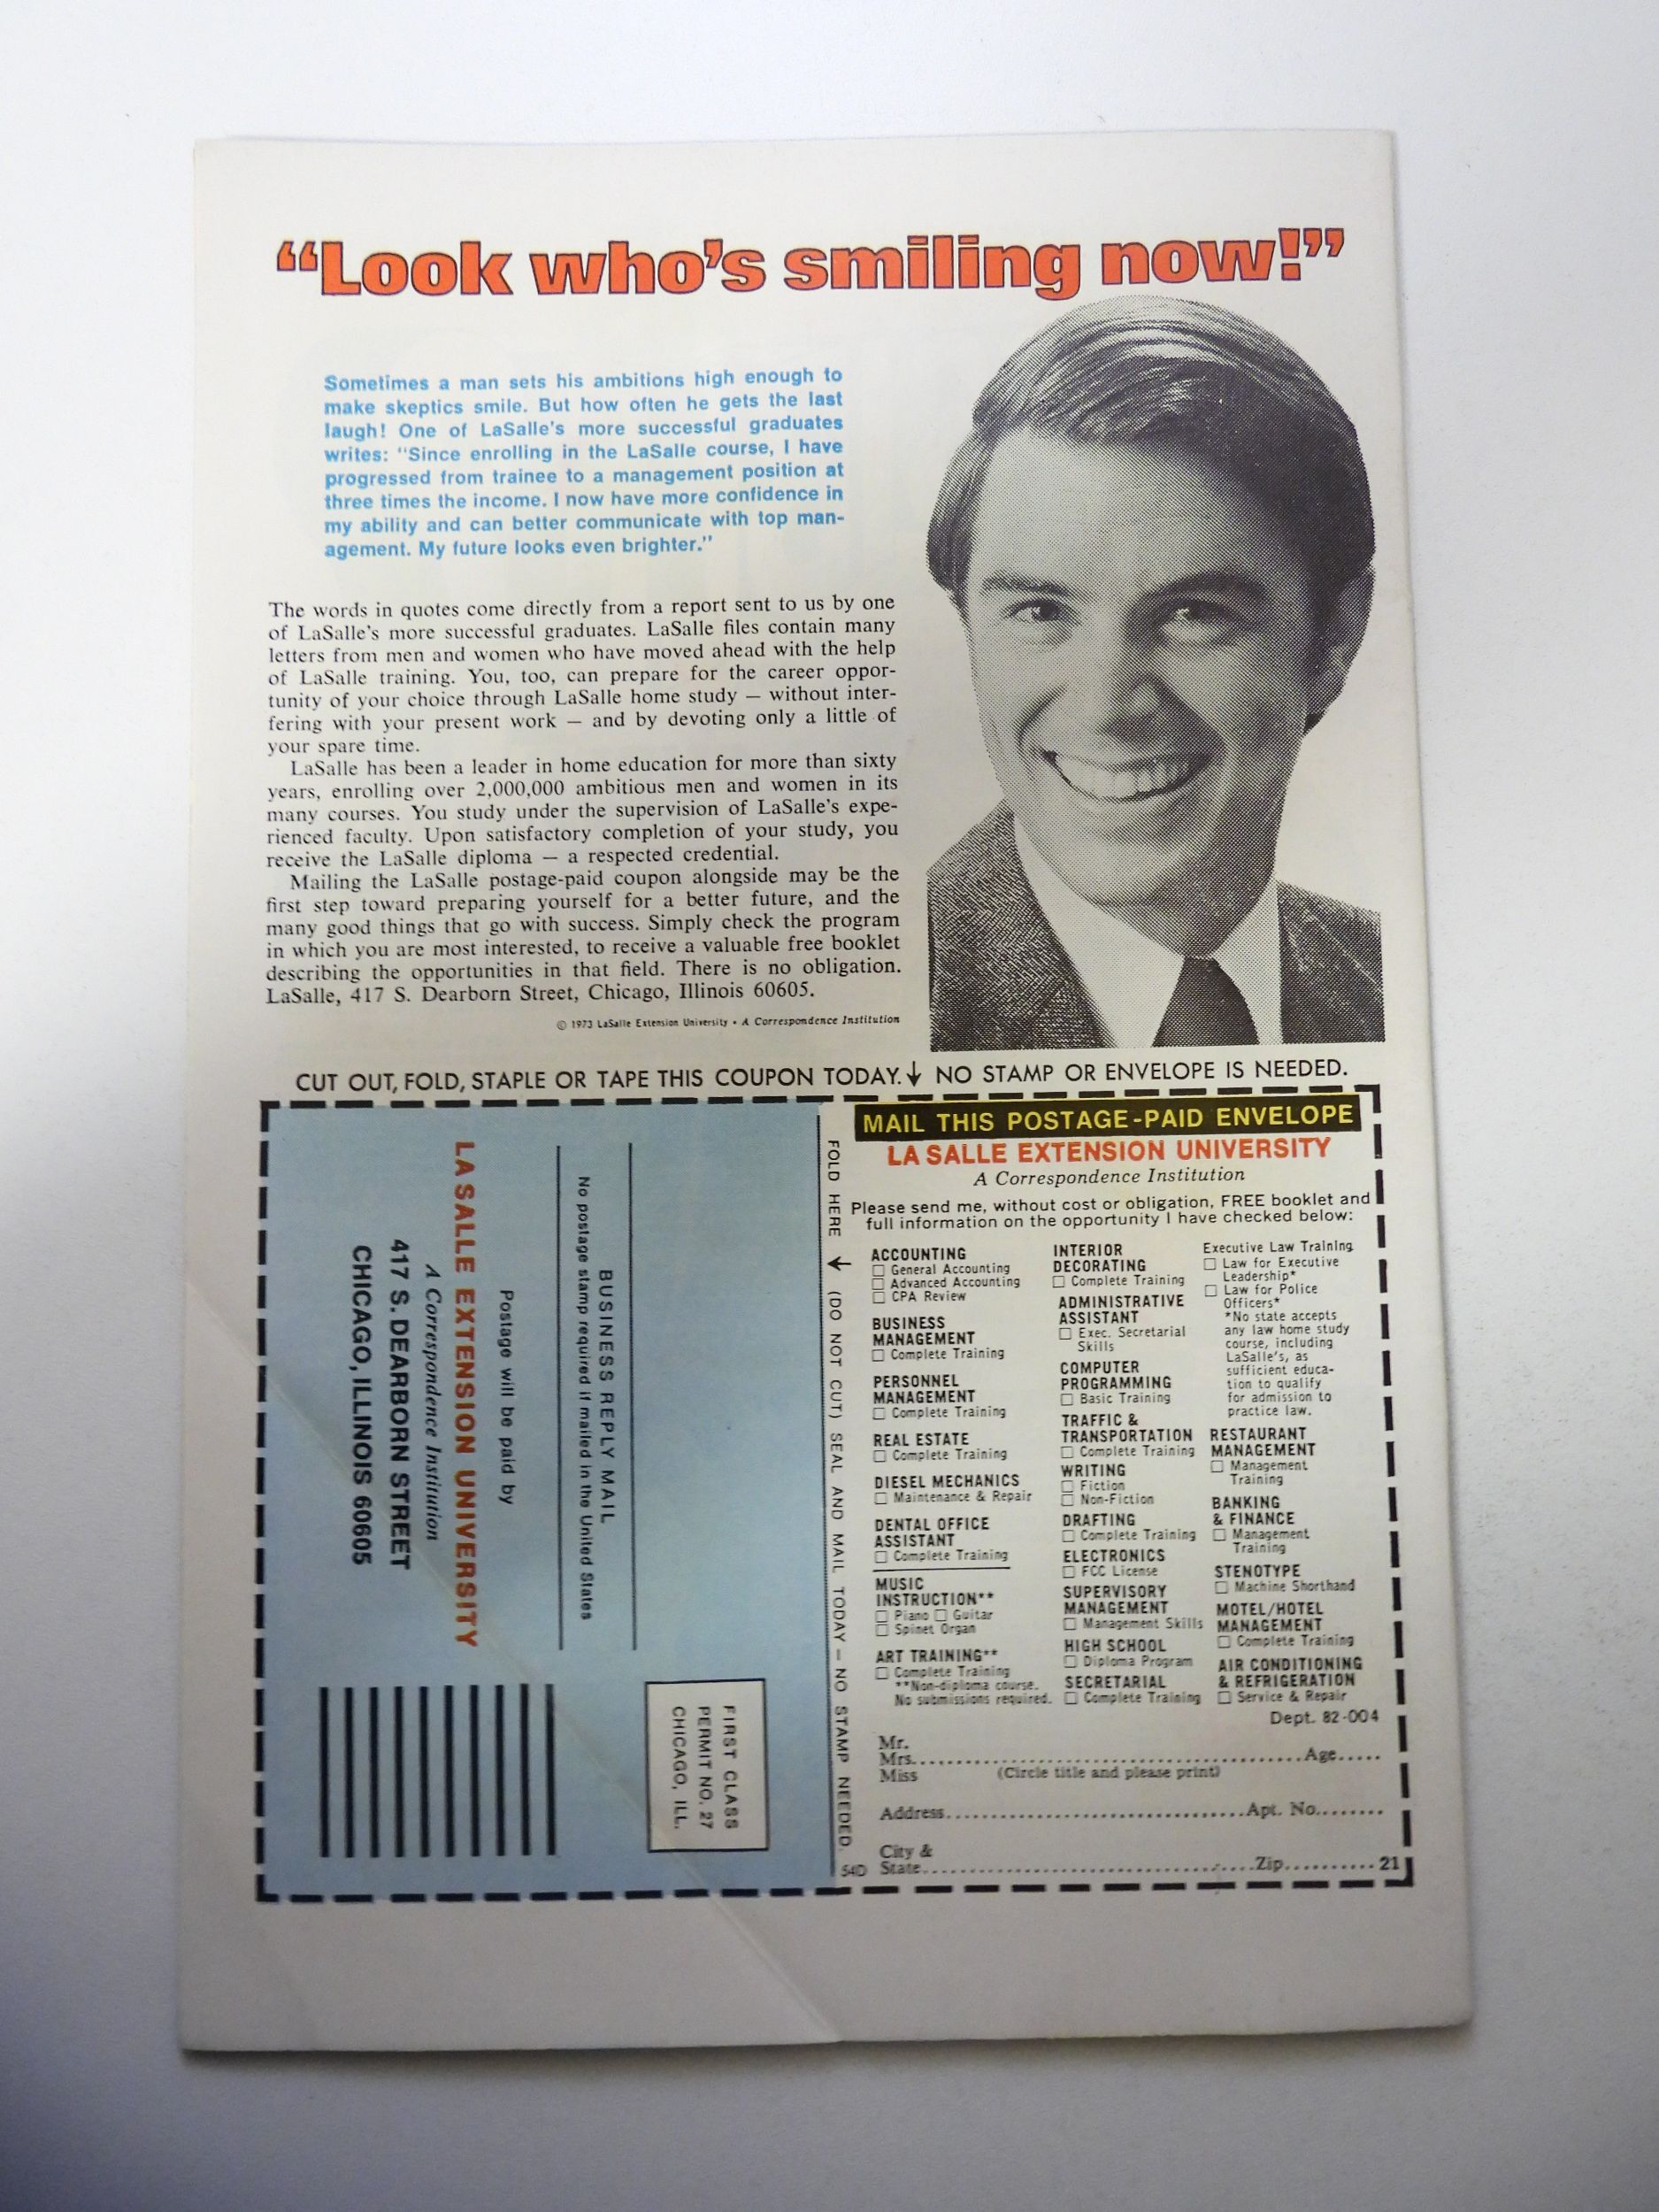 “Look who’s smiling now!”
Sometimes a man sets his ambitions high enough to
make skeptics smile. But how often he gets the last
laugh! One of LaSalle's more successful graduates
writes: "Since enrolling in the LaSalle course, I have
progressed from trainee to a management position at
three times the income. I now have more confidence in
my ability and can better communicate with top man-
agement. My future looks even brighter."
The words in quotes come directly from a report sent to us by one
of LaSalle's more successful graduates. LaSalle files contain many
letters from men and women who have moved ahead with the help
of LaSalle training. You, too, can prepare for the career oppor-
tunity of your choice through LaSalle home study — without inter-
fering with your present work — and by devoting only a little of
your spare time.
LaSalle has been a leader in home education for more than sixty
years, enrolling over 2,000,000 ambitious men and women in its
many courses. You study under the supervision of LaSalle's expe-
rienced faculty. Upon satisfactory completion of your study, you
receive the LaSalle diploma — a respected credential.
Mailing the LaSalle postage-paid coupon alongside may be the
first step toward preparing yourself for a better future, and the
many good things that go with success. Simply check the program
in which you are most interested, to receive a valuable free booklet
describing the opportunities in that field. There is no obligation.
LaSalle, 417 S. Dearborn Street, Chicago, Illinois 60605.
© 1973 LaSalle Extension University • A Correspondence Institution
CUT OUT, FOLD, STAPLE OR TAPE THIS COUPON TODAY.↓ NO STAMP OR ENVELOPE IS NEEDED.
FIRST CLASS
PERMIT NO. 27
CHICAGO, ILL.
BUSINESS REPLY MAIL
No postage stamp required if mailed in the United States
Postage will be paid by
LA SALLE EXTENSION UNIVERSITY
A Correspondence Institution
417 S. DEARBORN STREET
CHICAGO, ILLINOIS 60605
FOLD HERE ↓ (DO NOT CUT) SEAL AND MAIL TODAY — NO STAMP NEEDED.
MAIL THIS POSTAGE-PAID ENVELOPE
LA SALLE EXTENSION UNIVERSITY
A Correspondence Institution
Please send me, without cost or obligation, FREE booklet and
full information on the opportunity I have checked below:
ACCOUNTING
☐ General Accounting
☐ Advanced Accounting
☐ CPA Review
BUSINESS
MANAGEMENT
☐ Complete Training
PERSONNEL
MANAGEMENT
☐ Complete Training
REAL ESTATE
☐ Complete Training
DIESEL MECHANICS
☐ Maintenance & Repair
DENTAL OFFICE
ASSISTANT
☐ Complete Training
MUSIC
INSTRUCTION**
☐ Piano ☐ Guitar
☐ Spinet Organ
ART TRAINING**
☐ Complete Training
**Non-diploma course.
No submissions required.
INTERIOR
DECORATING
☐ Complete Training
ADMINISTRATIVE
ASSISTANT
☐ Exec. Secretarial
Skills
COMPUTER
PROGRAMMING
☐ Basic Training
TRAFFIC &
TRANSPORTATION
☐ Complete Training
WRITING
☐ Fiction
☐ Non-Fiction
DRAFTING
☐ Complete Training
ELECTRONICS
☐ FCC License
SUPERVISORY
MANAGEMENT
☐ Management Skills
HIGH SCHOOL
☐ Diploma Program
SECRETARIAL
☐ Complete Training
Executive Law Training
☐ Law for Executive
Leadership*
☐ Law for Police
Officers*
*No state accepts
any law home study
course, including
LaSalle's, as
sufficient educa-
tion to qualify
for admission to
practice law.
RESTAURANT
MANAGEMENT
☐ Management
Training
BANKING
& FINANCE
☐ Management
Training
STENOTYPE
☐ Machine Shorthand
MOTEL/HOTEL
MANAGEMENT
☐ Complete Training
AIR CONDITIONING
& REFRIGERATION
☐ Service & Repair
Dept. 82-004
Mr.
Mrs. Age
Miss (Circle title and please print)
Address Apt. No.
City &
54D State Zip 21